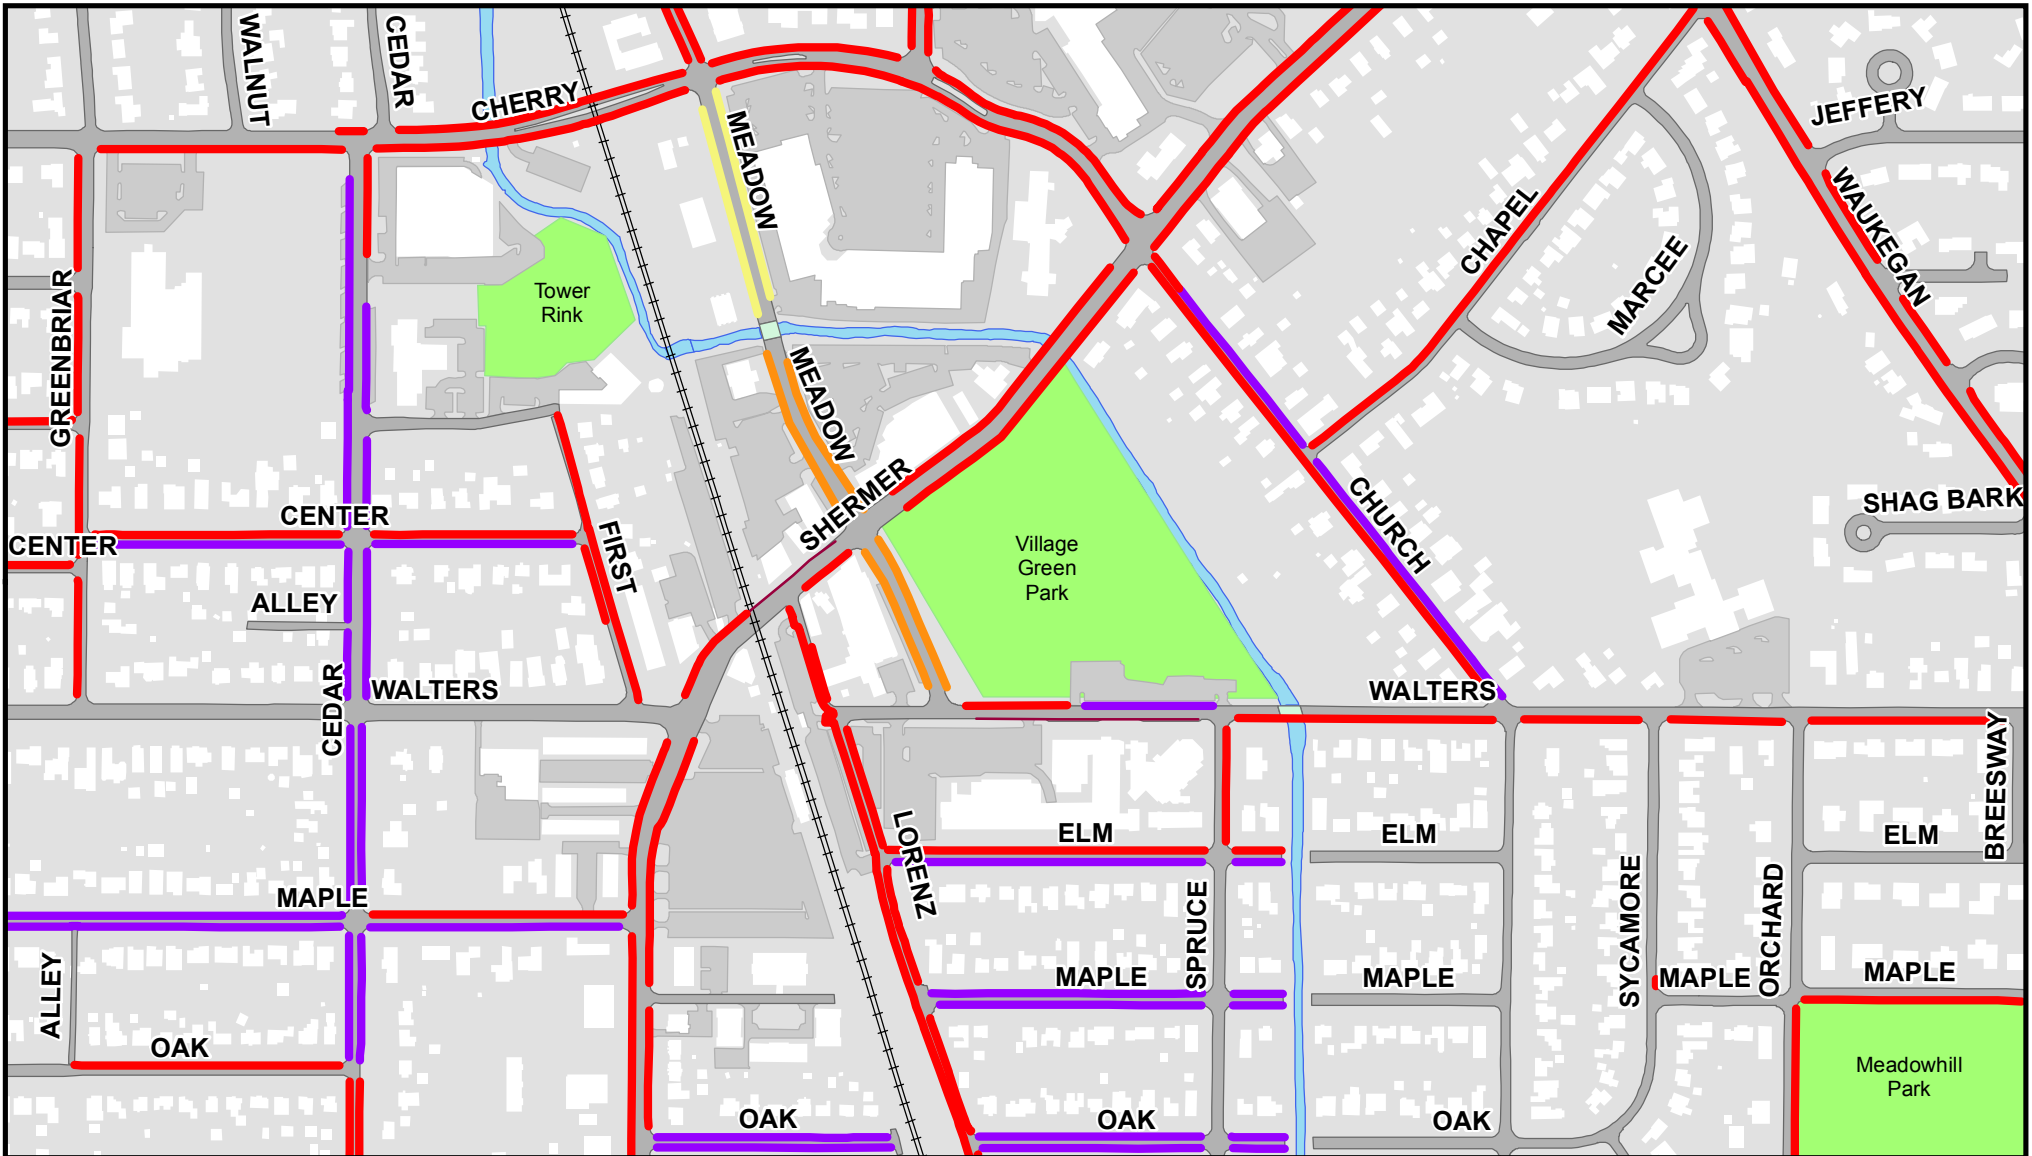 WALNUT
CEDAR
CHERRY
MEADOW
JEFFERY
WAUKEGAN
CHAPEL
MARCEE
GREENBRIAR
Tower
Rink
MEADOW
SHERMER
CENTER
CENTER
FIRST
CHURCH
SHAG BARK
Village
Green
Park
ALLEY
CEDAR
WALTERS
WALTERS
BREESWAY
LORENZ
ELM
ELM
ELM
MAPLE
SPRUCE
SYCAMORE
ORCHARD
ALLEY
MAPLE
MAPLE
MAPLE
MAPLE
OAK
OAK
OAK
OAK
Meadowhill
Park